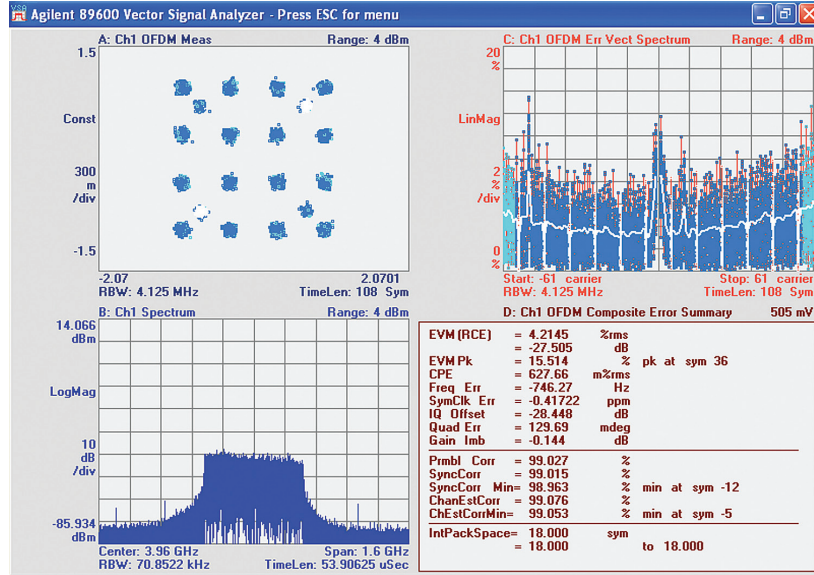 Agilent 89600 Vector Signal Analyzer - Press ESC for menu
A: Ch1 OFDM Meas Range: 4 dBm
1.5
Const
300
m
/div
-1.5
-2.07 2.0701
RBW: 4.125 MHz TimeLen: 108 Sym
C: Ch1 OFDM Err Vect Spectrum Range: 4 dBm
20
%
LinMag
2
%
/div
0
%
Start: -61 carrier Stop: 61 carrier
RBW: 4.125 MHz TimeLen: 108 Sym
B: Ch1 Spectrum Range: 4 dBm
14.066
dBm
LogMag
10
dB
/div
-85.934
dBm
Center: 3.96 GHz Span: 1.6 GHz
RBW: 70.8522 kHz TimeLen: 53.90625 uSec
D: Ch1 OFDM Composite Error Summary 505 mV
EVM(RCE) = 4.2145 %rms
= -27.505 dB
EVMPk = 15.514 % pk at sym 36
CPE = 627.66 m%rms
Freq Err = -746.27 Hz
SymClk Err = -0.41722 ppm
IQ Offset = -28.448 dB
Quad Err = 129.69 mdeg
Gain Imb = -0.144 dB
Prmbl Corr = 99.027 %
SyncCorr = 99.015 %
SyncCorr Min= 98.963 % min at sym -12
ChanEstCorr = 99.076 %
ChEstCorrMin= 99.053 % min at sym -5
IntPackSpace= 18.000 sym
= 18.000 to 18.000